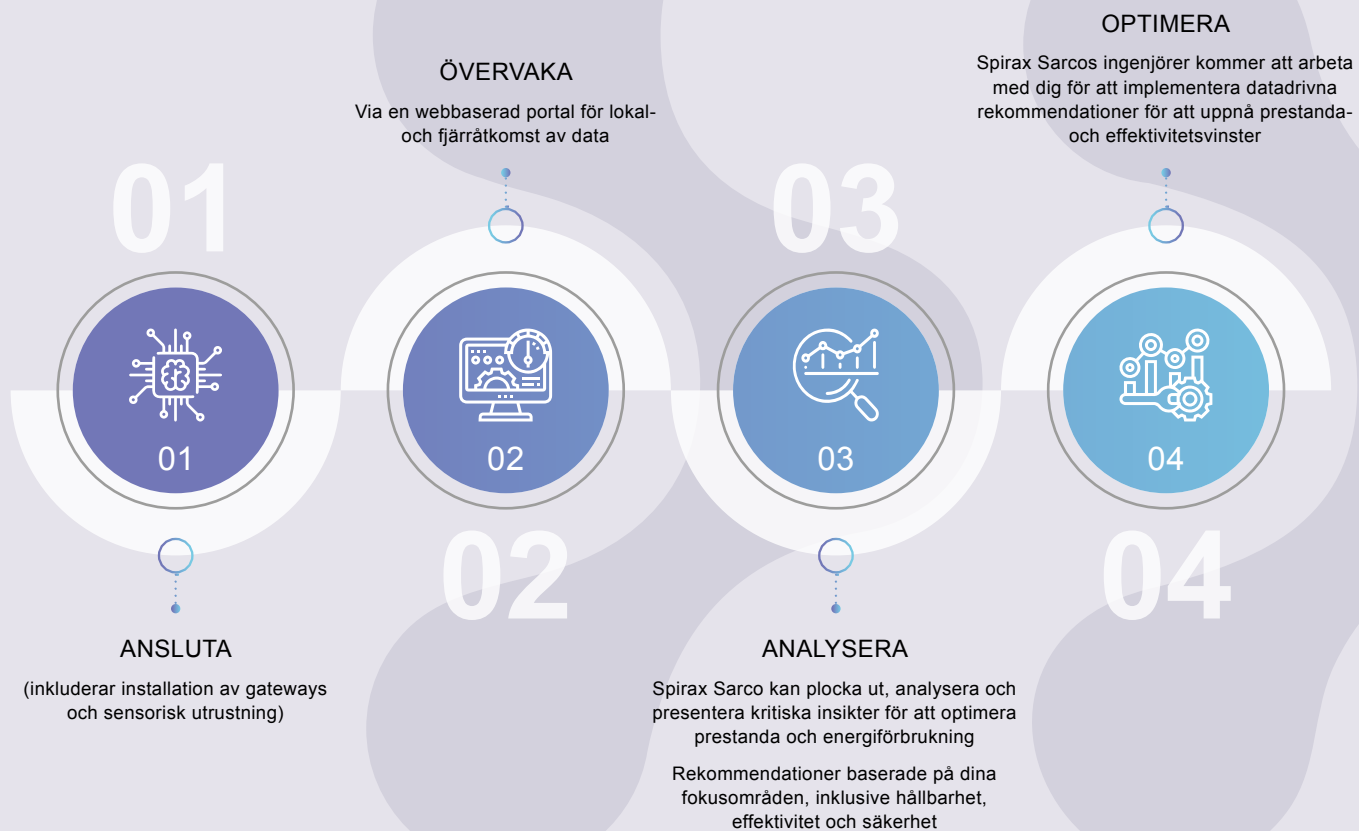 01
01
ANSLUTA
(inkluderar installation av gateways
och sensorisk utrustning)
ÖVERVAKA
Via en webbaserad portal för lokal-
och fjärråtkomst av data
02
02
03
03
ANALYSERA
Spirax Sarco kan plocka ut, analysera och
presentera kritiska insikter för att optimera
prestanda och energiförbrukning
Rekommendationer baserade på dina
fokusområden, inklusive hållbarhet,
effektivitet och säkerhet
OPTIMERA
Spirax Sarcos ingenjörer kommer att arbeta
med dig för att implementera datadrivna
rekommendationer för att uppnå prestanda-
och effektivitetsvinster
04
04